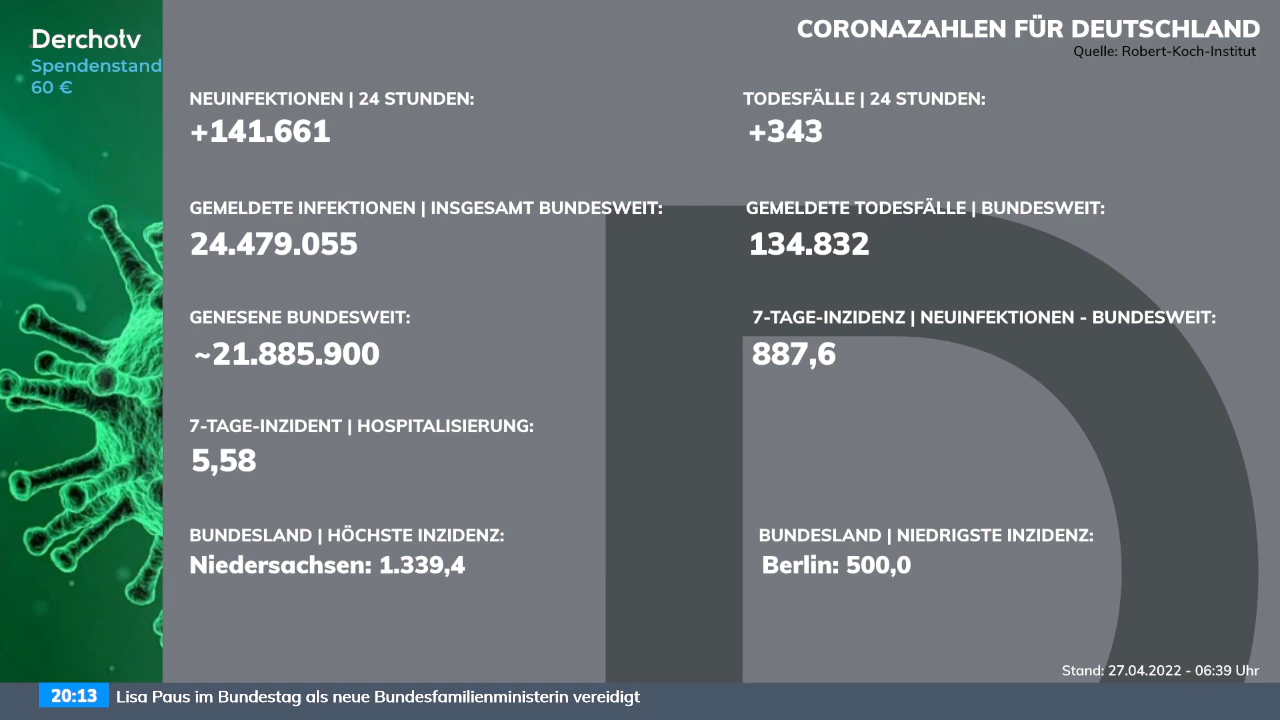 Derchotv
Spendenstand
60 €
CORONAZAHLEN FÜR DEUTSCHLAND
Quelle: Robert-Koch-Institut
NEUINFEKTIONEN | 24 STUNDEN:
+141.661
TODESFÄLLE | 24 STUNDEN:
+343
GEMELDETE INFEKTIONEN | INSGESAMT BUNDESWEIT:
24.479.055
GEMELDETE TODESFÄLLE | BUNDESWEIT:
134.832
GENESENE BUNDESWEIT:
~21.885.900
7-TAGE-INZIDENZ | NEUINFEKTIONEN - BUNDESWEIT:
887,6
7-TAGE-INZIDENT | HOSPITALISIERUNG:
5,58
BUNDESLAND | HÖCHSTE INZIDENZ:
Niedersachsen: 1.339,4
BUNDESLAND | NIEDRIGSTE INZIDENZ:
Berlin: 500,0
Stand: 27.04.2022 - 06:39 Uhr
20:13 Lisa Paus im Bundestag als neue Bundesfamilienministerin vereidigt